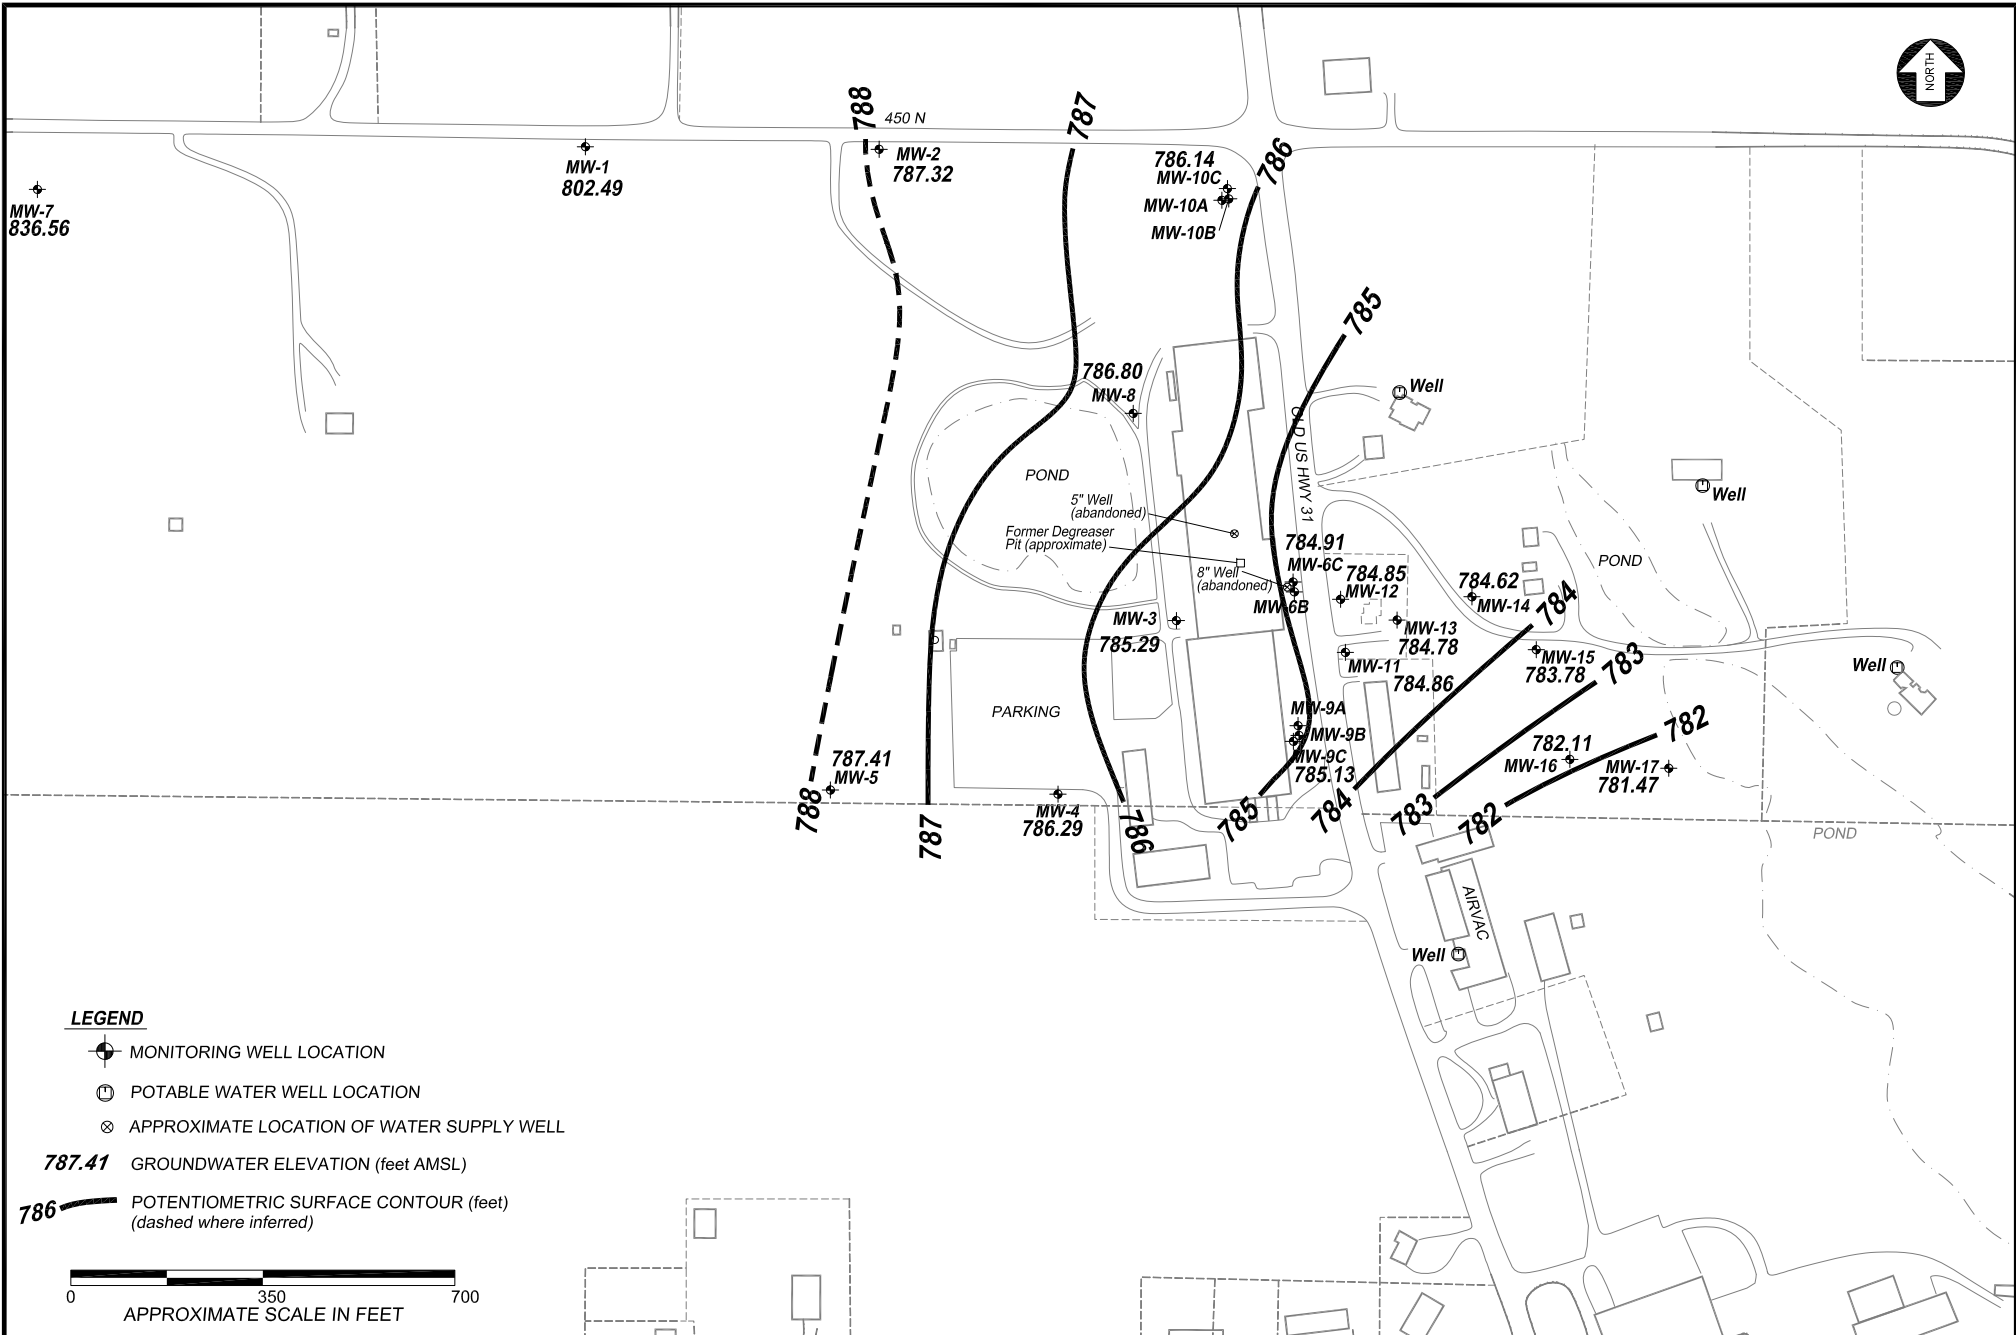 NORTH
788
450 N
787
MW-2
787.32
786.14
MW-10C
786
MW-10A
MW-10B
MW-1
802.49
MW-7
836.56
785
786.80
MW-8
Well
POND
OLD US HWY 31
Well
5" Well
(abandoned)
Former Degreaser
Pit (approximate)
8" Well
(abandoned)
784.91
MW-6C
MW-6B
784.85
MW-12
784.62
MW-14
784
POND
MW-3
785.29
MW-13
784.78
MW-11
784.86
MW-15
783.78
783
Well
PARKING
MW-9A
MW-9B
MW-9C
785.13
782
782.11
MW-16
MW-17
781.47
787.41
MW-5
788
787
MW-4
786.29
786
785
784
783
782
POND
AIRVAC
Well
LEGEND
MONITORING WELL LOCATION
POTABLE WATER WELL LOCATION
APPROXIMATE LOCATION OF WATER SUPPLY WELL
787.41 GROUNDWATER ELEVATION (feet AMSL)
786 POTENTIOMETRIC SURFACE CONTOUR (feet)
(dashed where inferred)
0 350 700
APPROXIMATE SCALE IN FEET